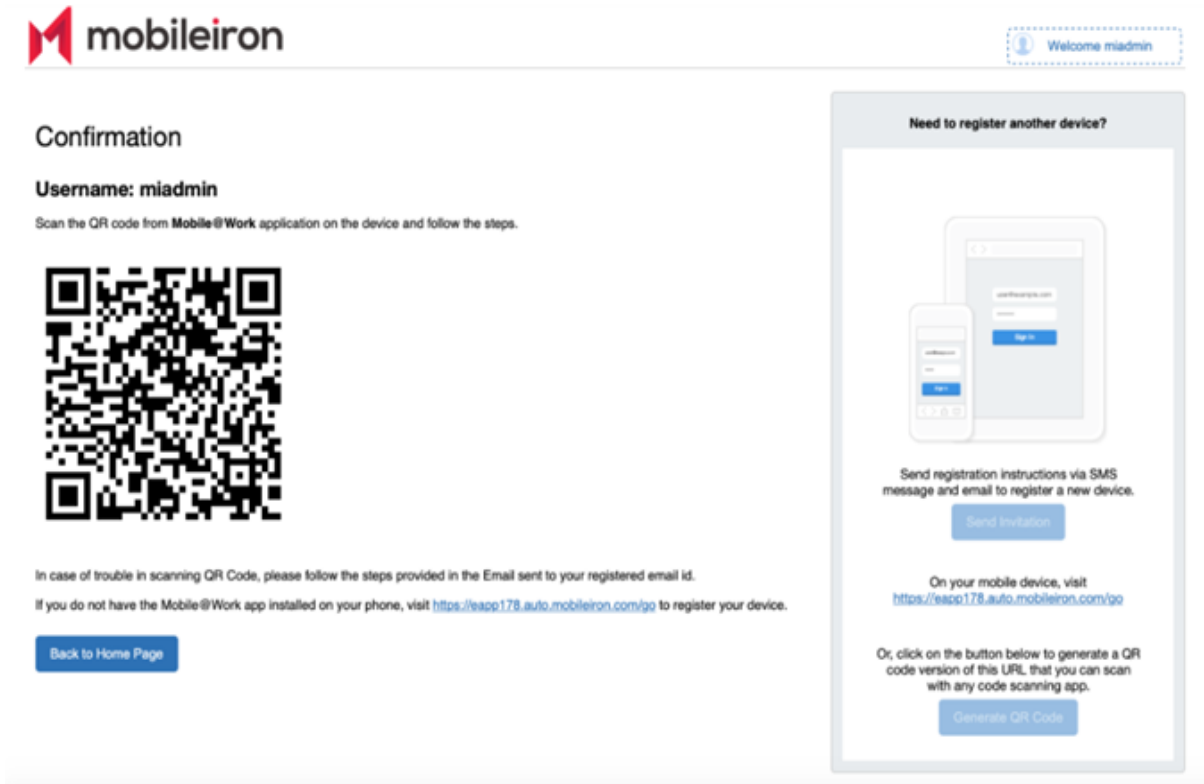 mobileiron
Welcome miadmin
Confirmation
Username: miadmin
Scan the QR code from Mobile@Work application on the device and follow the steps.
In case of trouble in scanning QR Code, please follow the steps provided in the Email sent to your registered email id.
If you do not have the Mobile@Work app installed on your phone, visit https://eapp178.auto.mobileiron.com/go to register your device.
Back to Home Page
Need to register another device?
Sign In
Send registration instructions via SMS
message and email to register a new device.
Send Invitation
On your mobile device, visit
https://eapp178.auto.mobileiron.com/go
Or, click on the button below to generate a QR
code version of this URL that you can scan
with any code scanning app.
Generate QR Code